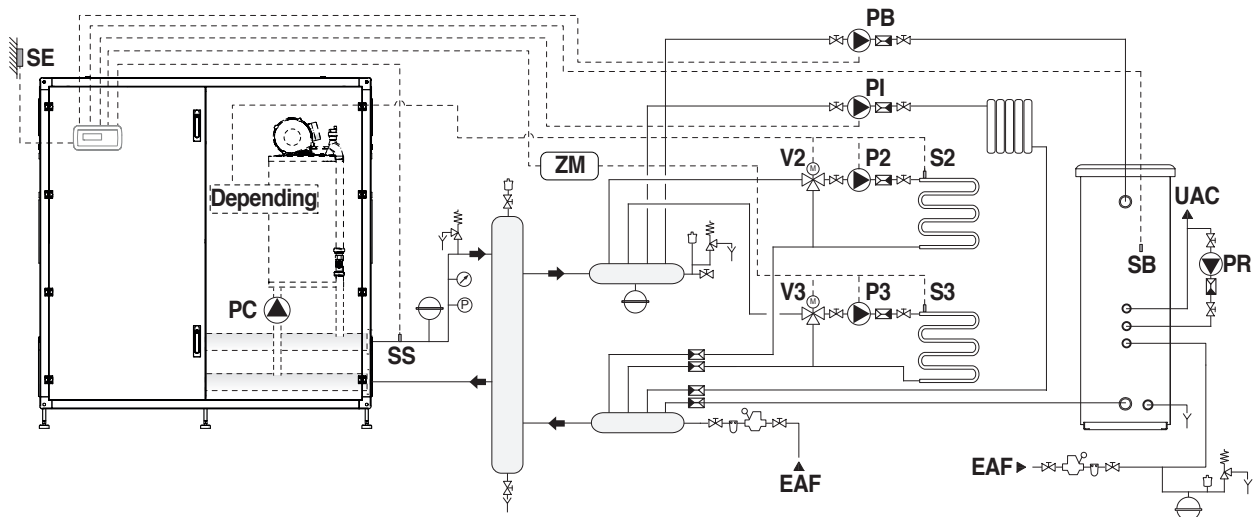 PB
SE
PI
V2
P2
S2
ZM
M
Depending
UAC
SB
PR
V3
P3
S3
M
PC
P
SS
EAF
EAF